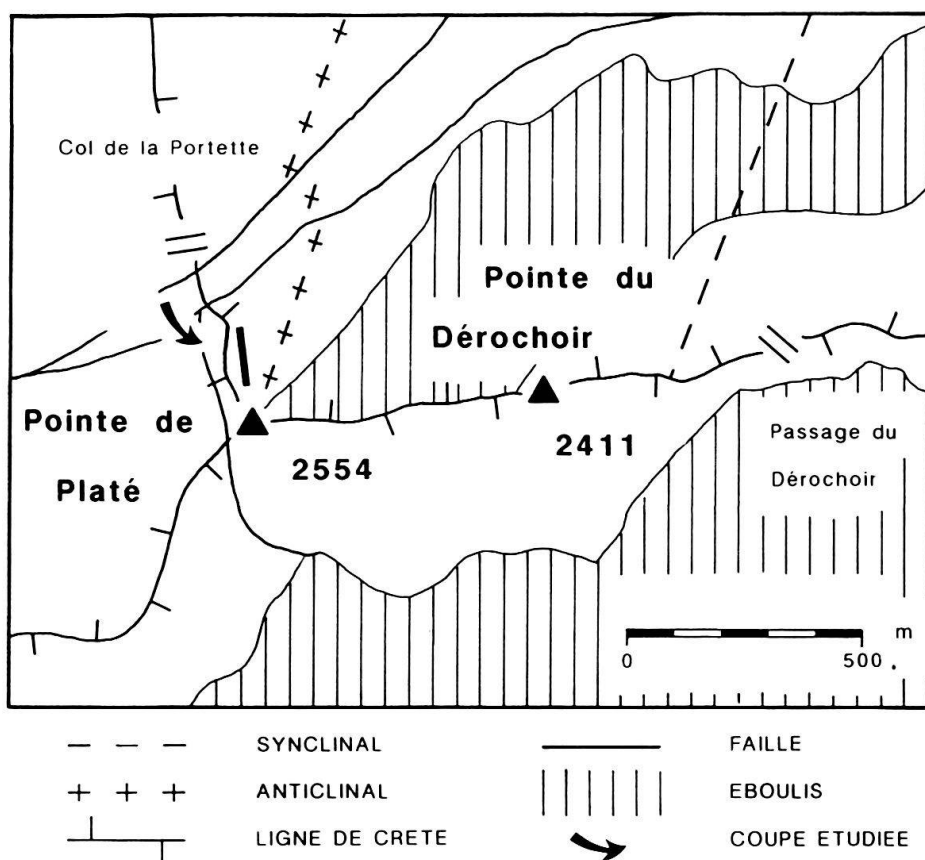 Col de la Portette
Pointe du
Dérochoir
Pointe de
Platé
2554
2411
Passage du
Dérochoir
m
0 500
SYNCLINAL
FAILLE
ANTICLINAL
EBOULIS
LIGNE DE CRETE
COUPE ETUDIEE